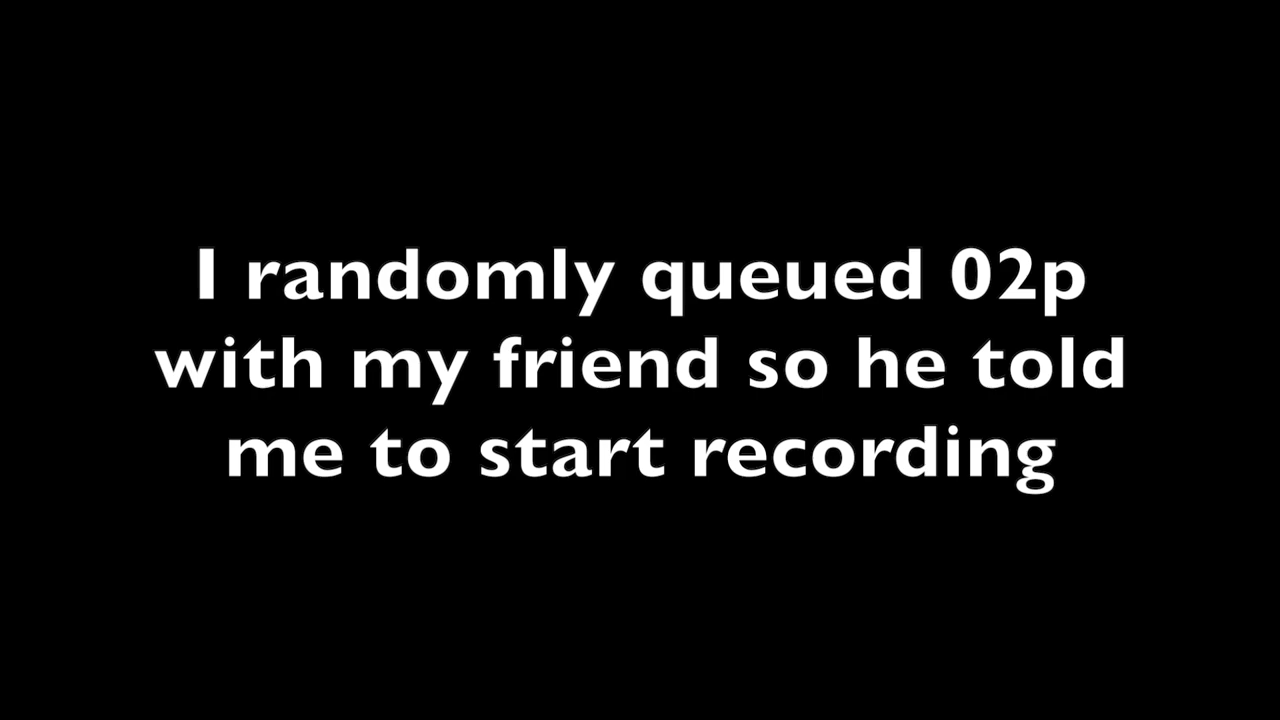 I randomly queued 02p
with my friend so he told
me to start recording